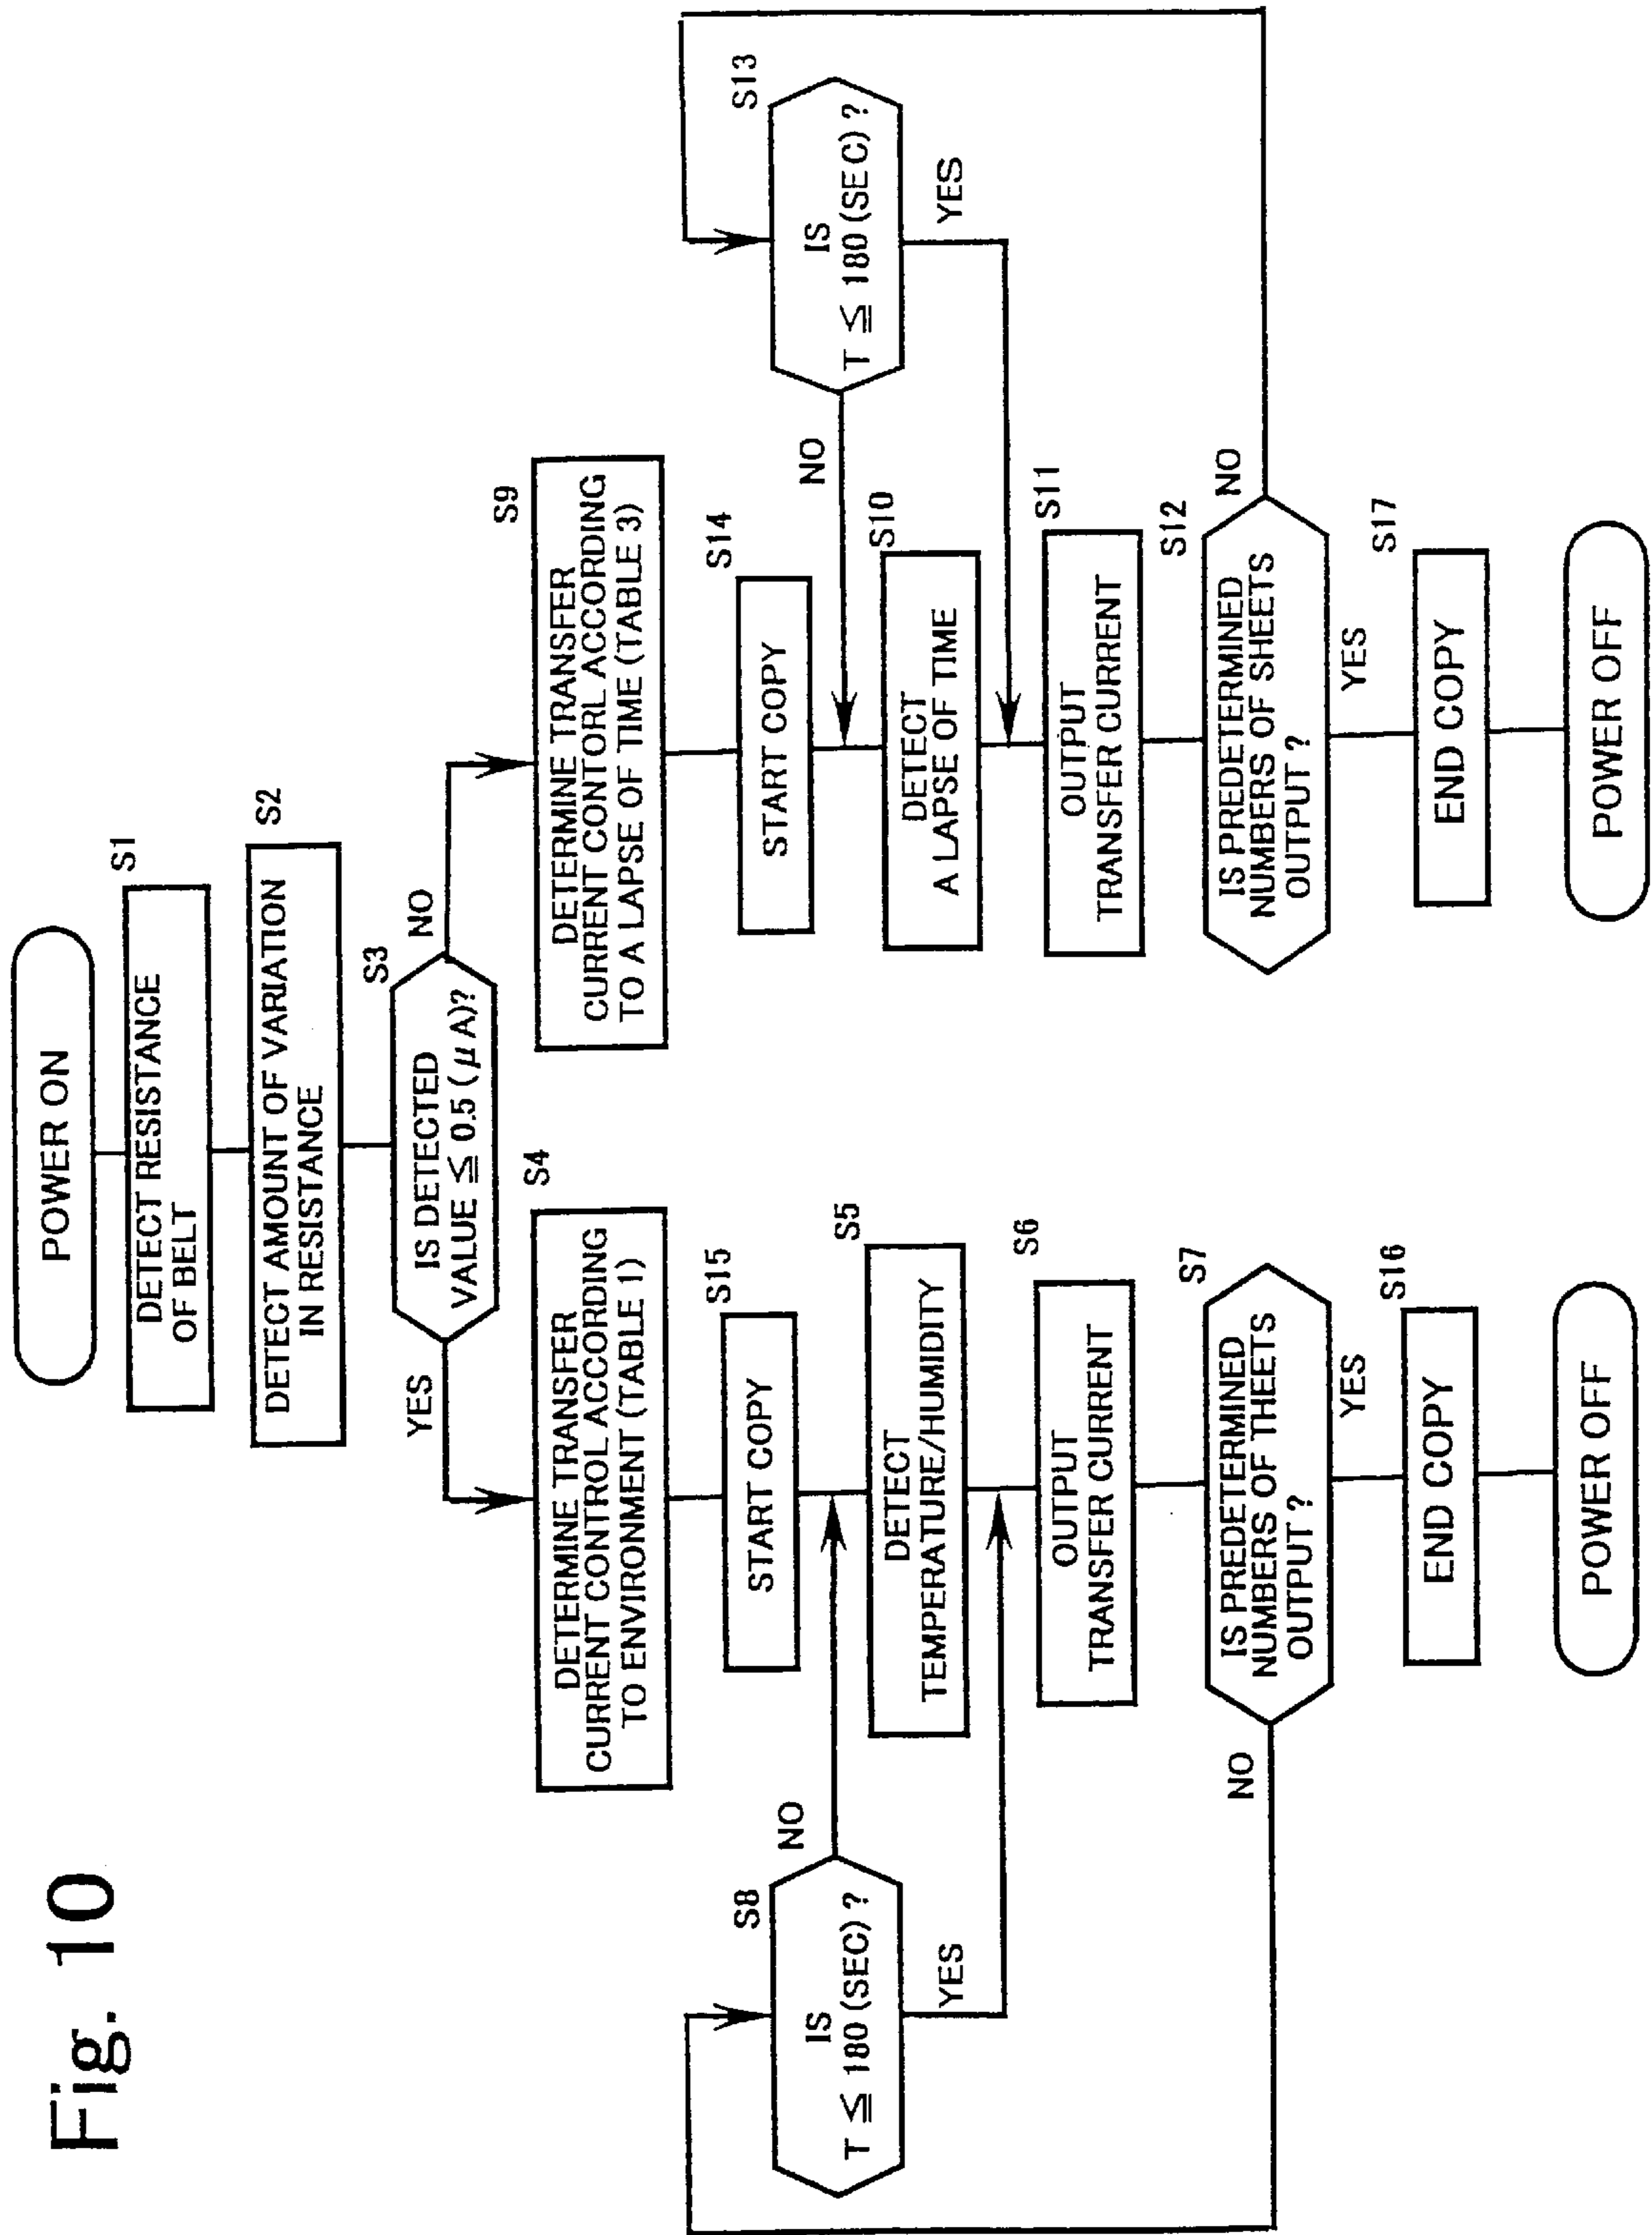 Fig. 10
POWER ON
S1
DETECT RESISTANCE
OF BELT
S2
DETECT AMOUNT OF VARIATION
IN RESISTANCE
S3
IS DETECTED
VALUE ≦ 0.5 (μA)?
YES
NO
S4
DETERMINE TRANSFER
CURRENT CONTROL ACCORDING
TO ENVIRONMENT (TABLE 1)
S15
START COPY
S5
DETECT
TEMPERATURE/HUMIDITY
S6
OUTPUT
TRANSFER CURRENT
S7
IS PREDETERMINED
NUMBERS OF THEETS
OUTPUT ?
YES
NO
S8
IS
T ≦ 180 (SEC) ?
NO
YES
S16
END COPY
POWER OFF
S9
DETERMINE TRANSFER
CURRENT CONTORL ACCORDING
TO A LAPSE OF TIME (TABLE 3)
S14
START COPY
S10
DETECT
A LAPSE OF TIME
S11
OUTPUT
TRANSFER CURRENT
S12
IS PREDETERMINED
NUMBERS OF SHEETS
OUTPUT ?
YES
NO
S13
IS
T ≦ 180 (SEC) ?
NO
YES
S17
END COPY
POWER OFF